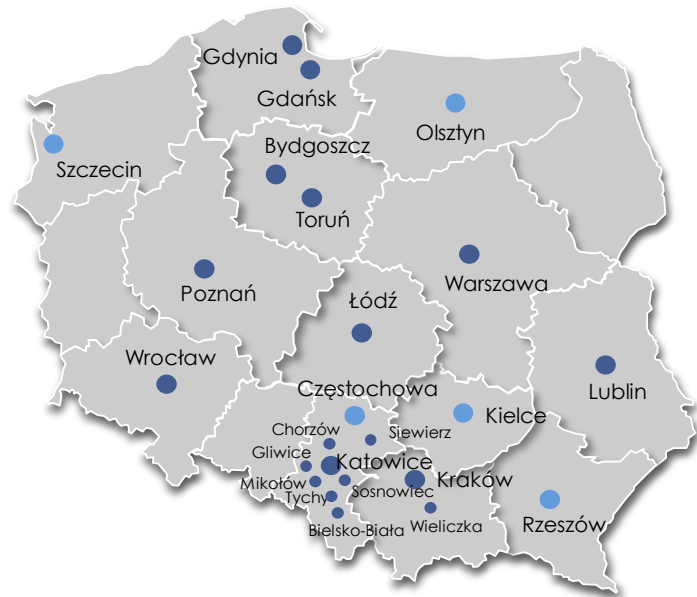 Gdynia
Gdańsk
Olsztyn
Szczecin
Bydgoszcz
Toruń
Poznań
Warszawa
Łódź
Wrocław
Lublin
Częstochowa
Kielce
Chorzów
Siewierz
Gliwice
Katowice
Mikołów
Sosnowiec
Kraków
Tychy
Bielsko-Biała
Wieliczka
Rzeszów